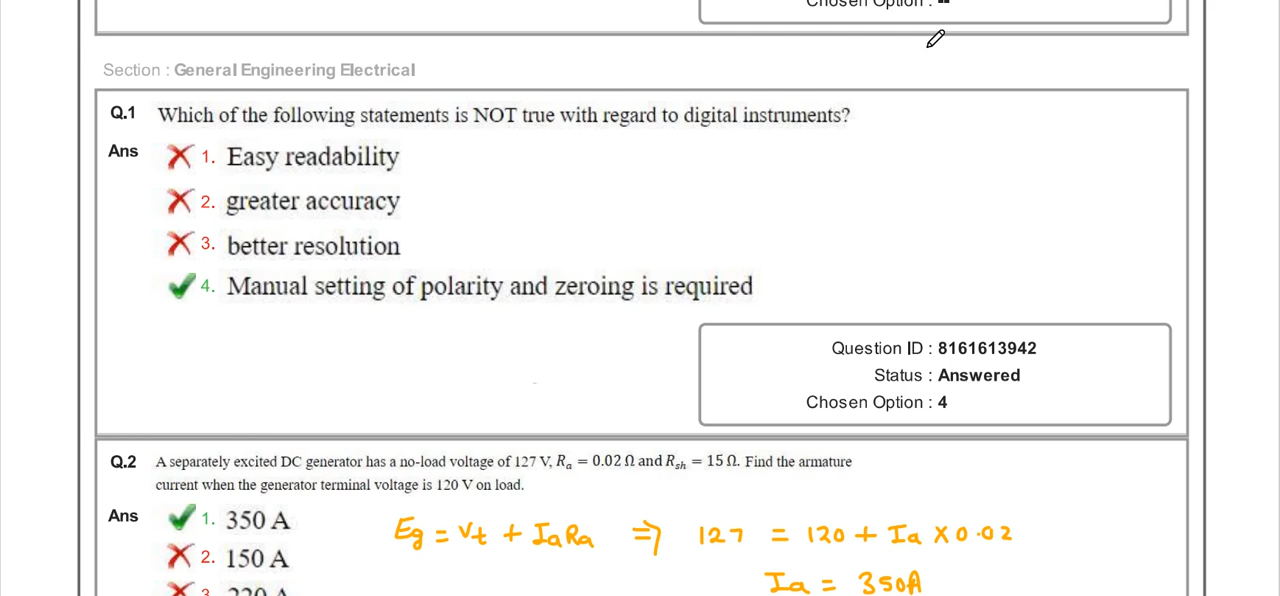 Chosen Option : --
Section : General Engineering Electrical
Q.1 Which of the following statements is NOT true with regard to digital instruments?
Ans 1. Easy readability
2. greater accuracy
3. better resolution
4. Manual setting of polarity and zeroing is required
Question ID : 8161613942
Status : Answered
Chosen Option : 4
Q.2 A separately excited DC generator has a no-load voltage of 127 V, Rₐ = 0.02 Ω and Rₛₕ = 15 Ω. Find the armature
current when the generator terminal voltage is 120 V on load.
Ans 1. 350 A
Eg = Vt + IaRa ⇒ 127 = 120 + Ia × 0.02
2. 150 A
Ia = 350A
3. 220 A